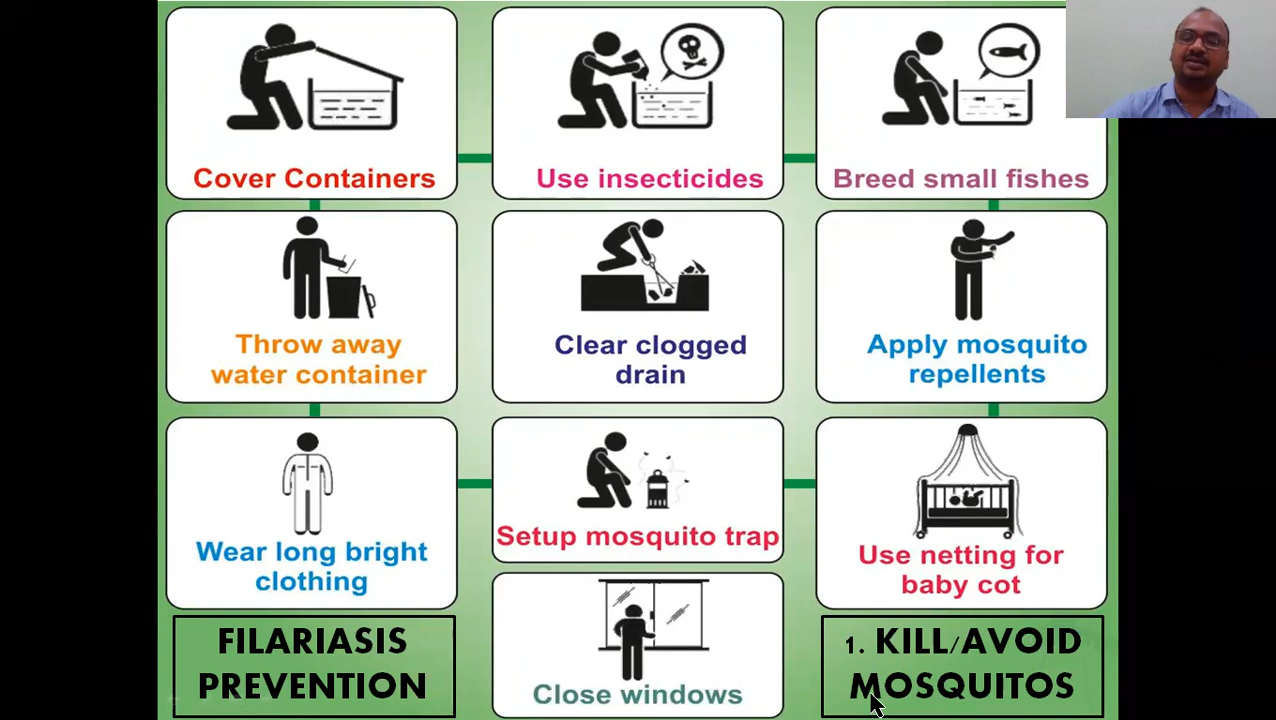 Cover Containers
Use insecticides
Breed small fishes
Throw away
water container
Clear clogged
drain
Apply mosquito
repellents
Wear long bright
clothing
Setup mosquito trap
Use netting for
baby cot
Close windows
FILARIASIS
PREVENTION
1. KILL/AVOID
MOSQUITOS